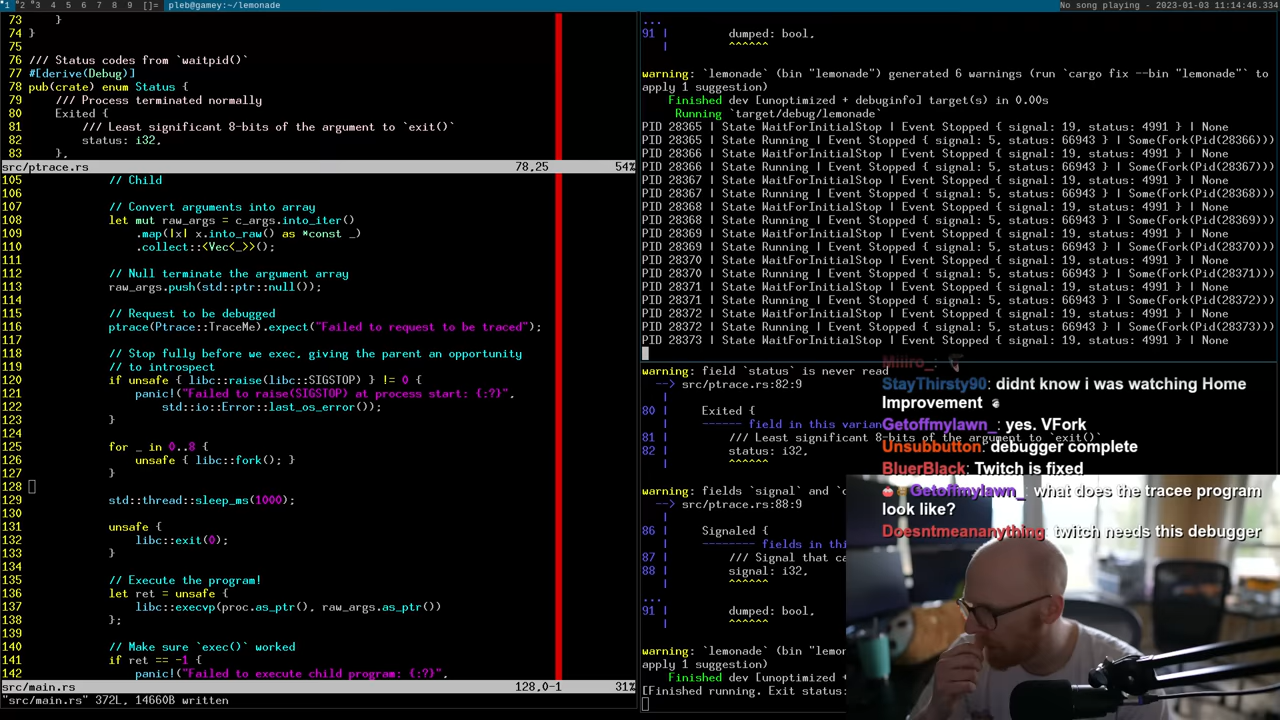 1 2 3 4 5 6 7 8 9 []= pleb@gamey:~/lemonade
No song playing - 2023-01-03 11:14:46.334
73 }
74 }
75
76 /// Status codes from `waitpid()`
77 #[derive(Debug)]
78 pub(crate) enum Status {
79 /// Process terminated normally
80 Exited {
81 /// Least significant 8-bits of the argument to `exit()`
82 status: i32,
83 },
src/ptrace.rs 78,25 54%
105 // Child
106
107 // Convert arguments into array
108 let mut raw_args = c_args.into_iter()
109 .map(|x| x.into_raw() as *const _)
110 .collect::<Vec<_>>();
111
112 // Null terminate the argument array
113 raw_args.push(std::ptr::null());
114
115 // Request to be debugged
116 ptrace(Ptrace::TraceMe).expect("Failed to request to be traced");
117
118 // Stop fully before we exec, giving the parent an opportunity
119 // to introspect
120 if unsafe { libc::raise(libc::SIGSTOP) } != 0 {
121 panic!("Failed to raise(SIGSTOP) at process start: {:?}",
122 std::io::Error::last_os_error());
123 }
124
125 for _ in 0..8 {
126 unsafe { libc::fork(); }
127 }
128
129 std::thread::sleep_ms(1000);
130
131 unsafe {
132 libc::exit(0);
133 }
134
135 // Execute the program!
136 let ret = unsafe {
137 libc::execvp(proc.as_ptr(), raw_args.as_ptr())
138 };
139
140 // Make sure `exec()` worked
141 if ret == -1 {
142 panic!("Failed to execute child program: {:?}",
src/main.rs 128,0-1 31%
"src/main.rs" 372L, 14660B written
...
91 | dumped: bool,
| ^^^^^^
warning: `lemonade` (bin "lemonade") generated 6 warnings (run `cargo fix --bin "lemonade"` to
apply 1 suggestion)
Finished dev [unoptimized + debuginfo] target(s) in 0.00s
Running `target/debug/lemonade`
PID 28365 | State WaitForInitialStop | Event Stopped { signal: 19, status: 4991 } | None
PID 28365 | State Running | Event Stopped { signal: 5, status: 66943 } | Some(Fork(Pid(28366)))
PID 28366 | State WaitForInitialStop | Event Stopped { signal: 19, status: 4991 } | None
PID 28366 | State Running | Event Stopped { signal: 5, status: 66943 } | Some(Fork(Pid(28367)))
PID 28367 | State WaitForInitialStop | Event Stopped { signal: 19, status: 4991 } | None
PID 28367 | State Running | Event Stopped { signal: 5, status: 66943 } | Some(Fork(Pid(28368)))
PID 28368 | State WaitForInitialStop | Event Stopped { signal: 19, status: 4991 } | None
PID 28368 | State Running | Event Stopped { signal: 5, status: 66943 } | Some(Fork(Pid(28369)))
PID 28369 | State WaitForInitialStop | Event Stopped { signal: 19, status: 4991 } | None
PID 28369 | State Running | Event Stopped { signal: 5, status: 66943 } | Some(Fork(Pid(28370)))
PID 28370 | State WaitForInitialStop | Event Stopped { signal: 19, status: 4991 } | None
PID 28370 | State Running | Event Stopped { signal: 5, status: 66943 } | Some(Fork(Pid(28371)))
PID 28371 | State WaitForInitialStop | Event Stopped { signal: 19, status: 4991 } | None
PID 28371 | State Running | Event Stopped { signal: 5, status: 66943 } | Some(Fork(Pid(28372)))
PID 28372 | State WaitForInitialStop | Event Stopped { signal: 19, status: 4991 } | None
PID 28372 | State Running | Event Stopped { signal: 5, status: 66943 } | Some(Fork(Pid(28373)))
PID 28373 | State WaitForInitialStop | Event Stopped { signal: 19, status: 4991 } | None
warning: field `status` is never read
--> src/ptrace.rs:82:9
|
80 | Exited {
| ------ field in this varian
81 | /// Least significant 8-bits of the argument to `exit()`
82 | status: i32,
| ^^^^^^
warning: fields `signal` and `
--> src/ptrace.rs:88:9
|
86 | Signaled {
| -------- fields in thi
87 | /// Signal that ca
88 | signal: i32,
| ^^^^^^
...
91 | dumped: bool,
| ^^^^^^
warning: `lemonade` (bin "lemon
apply 1 suggestion)
Finished dev [unoptimized +
[Finished running. Exit status:
Miiiro_:
StayThirsty90: didnt know i was watching Home
Improvement
Getoffmylawn_: yes. VFork
Unsubbutton: debugger complete
BluerBlack: Twitch is fixed
Getoffmylawn_: what does the tracee program
look like?
Doesntmeananything: twitch needs this debugger